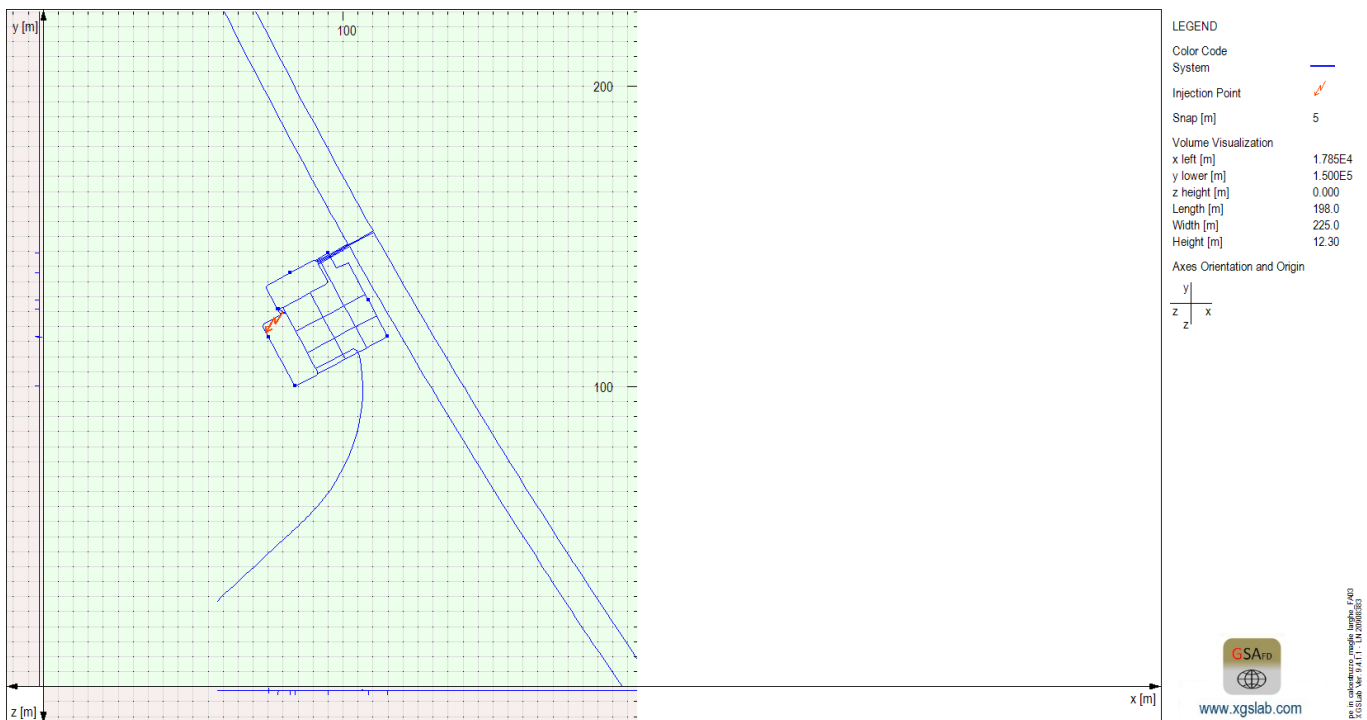 y [m]
100
200
100
x [m]
z [m]
LEGEND
Color Code
System
Injection Point
Snap [m] 5
Volume Visualization
x left [m] 1.785E4
y lower [m] 1.500E5
z height [m] 0.000
Length [m] 198.0
Width [m] 225.0
Height [m] 12.30
Axes Orientation and Origin
y
z x
z
GSAFD
www.xgslab.com